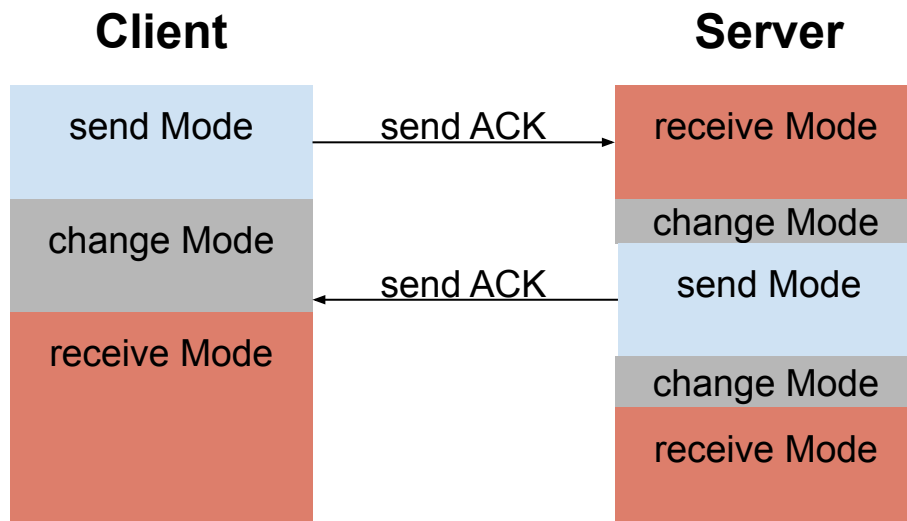 Client
Server
send Mode
send ACK
receive Mode
change Mode
change Mode
send ACK
send Mode
receive Mode
change Mode
receive Mode